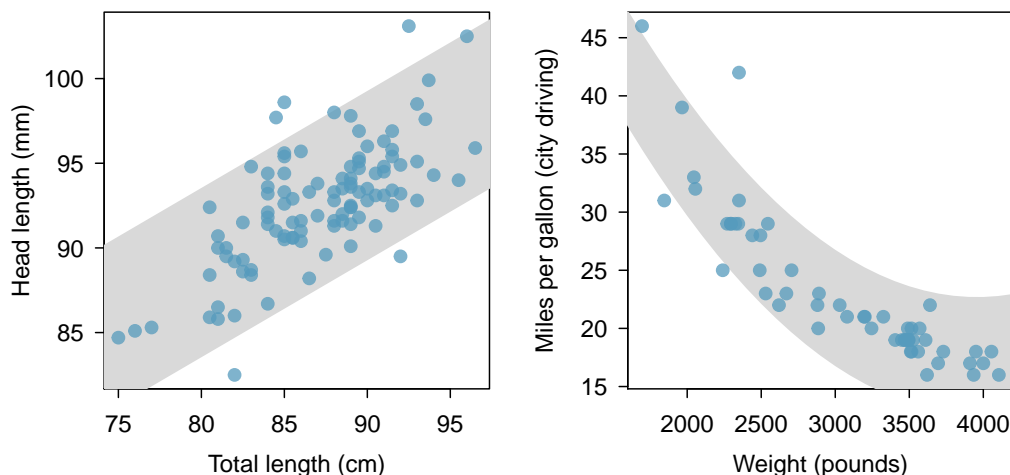 100
95
90
85
Head length (mm)
75 80 85 90 95
Total length (cm)
45
40
35
30
25
20
15
Miles per gallon (city driving)
2000 2500 3000 3500 4000
Weight (pounds)